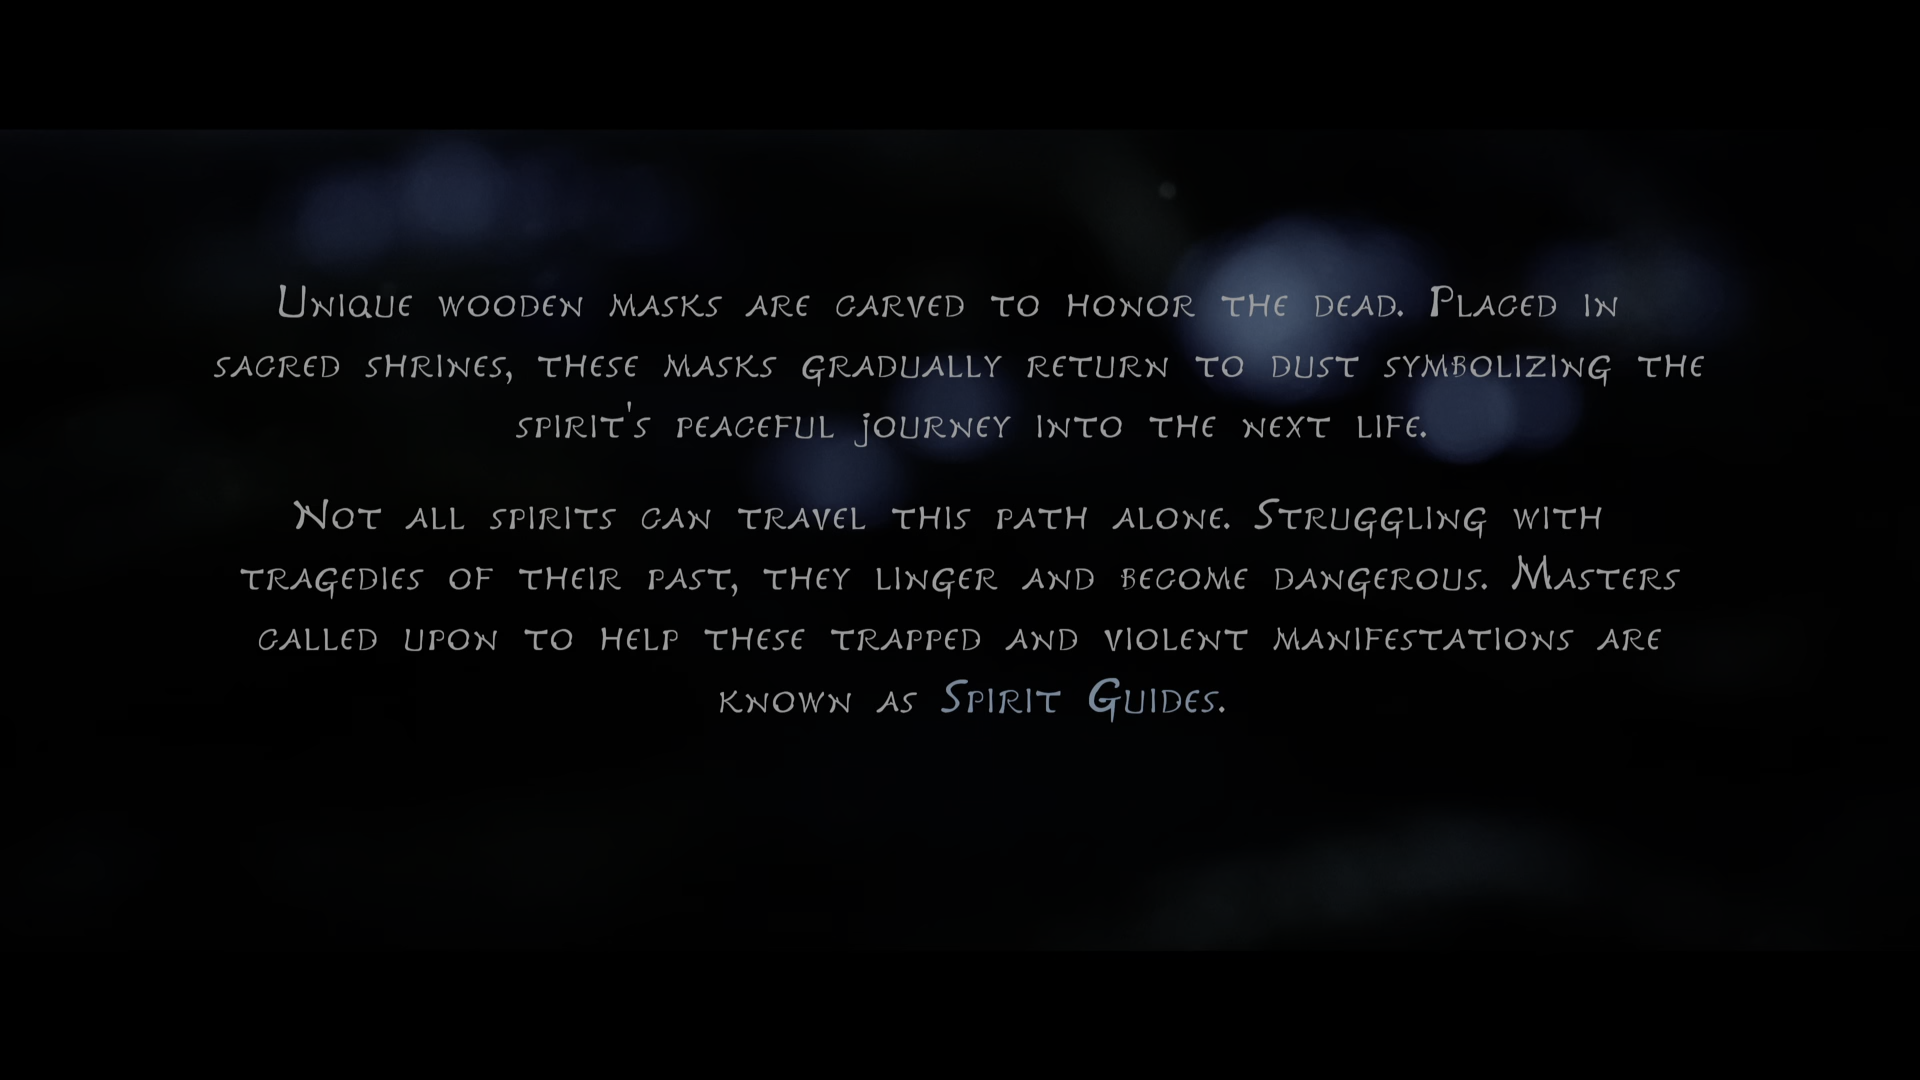 Unique wooden masks are carved to honor the dead. Placed in
sacred shrines, these masks gradually return to dust symbolizing the
spirit's peaceful journey into the next life.
Not all spirits can travel this path alone. Struggling with
tragedies of their past, they linger and become dangerous. Masters
called upon to help these trapped and violent manifestations are
known as Spirit Guides.